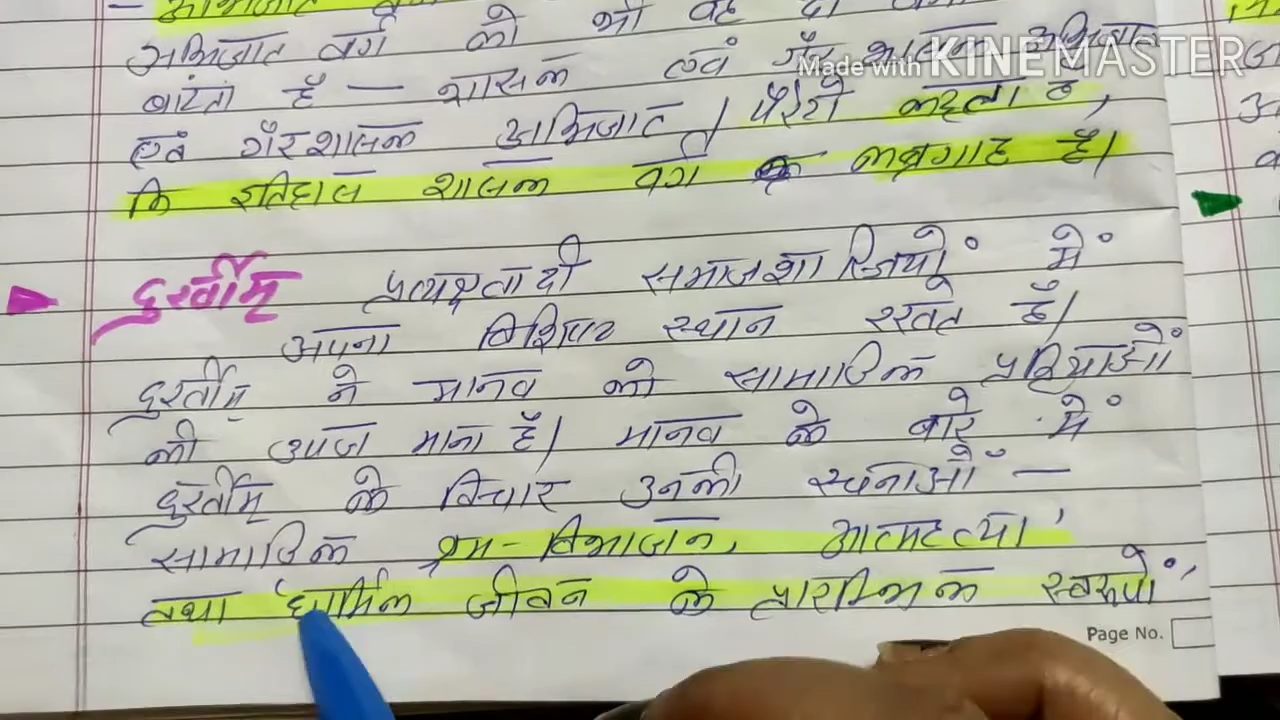 अभिजात वर्ग को भी वह दो
Made with KINEMASTER
बांटता है — शासक एवं गैर शासक अभिजात
एवं गैरशासक अभिजात। पैरेटो कहता है,
कि इतिहास शासक वर्ग की कब्रगाह है।
दुर्खीम प्रत्यक्षवादी समाजशास्त्रियों में
अपना विशिष्ट स्थान रखते हैं।
दुर्खीम ने मानव को सामाजिक प्रक्रियाओं
की उपज माना है। मानव के बारे में
दुर्खीम के विचार उनकी रचनाओं —
सामाजिक श्रम-विभाजन, आत्महत्या'
तथा 'धार्मिक जीवन के प्रारम्भिक स्वरूपों',
Page No.